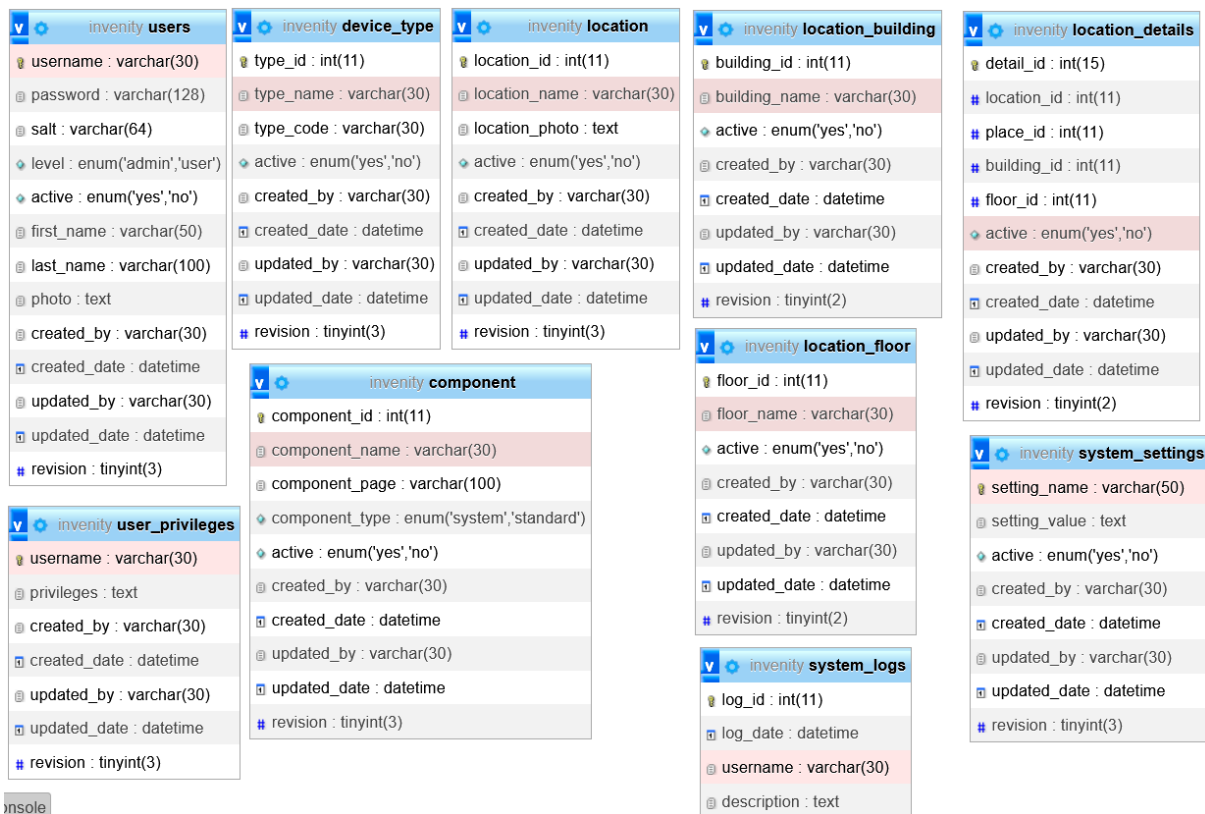 invenity users
username : varchar(30)
password : varchar(128)
salt : varchar(64)
level : enum('admin','user')
active : enum('yes','no')
first_name : varchar(50)
last_name : varchar(100)
photo : text
created_by : varchar(30)
created_date : datetime
updated_by : varchar(30)
updated_date : datetime
revision : tinyint(3)
invenity device_type
type_id : int(11)
type_name : varchar(30)
type_code : varchar(30)
active : enum('yes','no')
created_by : varchar(30)
created_date : datetime
updated_by : varchar(30)
updated_date : datetime
revision : tinyint(3)
invenity location
location_id : int(11)
location_name : varchar(30)
location_photo : text
active : enum('yes','no')
created_by : varchar(30)
created_date : datetime
updated_by : varchar(30)
updated_date : datetime
revision : tinyint(3)
invenity location_building
building_id : int(11)
building_name : varchar(30)
active : enum('yes','no')
created_by : varchar(30)
created_date : datetime
updated_by : varchar(30)
updated_date : datetime
revision : tinyint(2)
invenity location_details
detail_id : int(15)
location_id : int(11)
place_id : int(11)
building_id : int(11)
floor_id : int(11)
active : enum('yes','no')
created_by : varchar(30)
created_date : datetime
updated_by : varchar(30)
updated_date : datetime
revision : tinyint(2)
invenity component
component_id : int(11)
component_name : varchar(30)
component_page : varchar(100)
component_type : enum('system','standard')
active : enum('yes','no')
created_by : varchar(30)
created_date : datetime
updated_by : varchar(30)
updated_date : datetime
revision : tinyint(3)
invenity location_floor
floor_id : int(11)
floor_name : varchar(30)
active : enum('yes','no')
created_by : varchar(30)
created_date : datetime
updated_by : varchar(30)
updated_date : datetime
revision : tinyint(2)
invenity system_settings
setting_name : varchar(50)
setting_value : text
active : enum('yes','no')
created_by : varchar(30)
created_date : datetime
updated_by : varchar(30)
updated_date : datetime
revision : tinyint(3)
invenity user_privileges
username : varchar(30)
privileges : text
created_by : varchar(30)
created_date : datetime
updated_by : varchar(30)
updated_date : datetime
revision : tinyint(3)
invenity system_logs
log_id : int(11)
log_date : datetime
username : varchar(30)
description : text
onsole